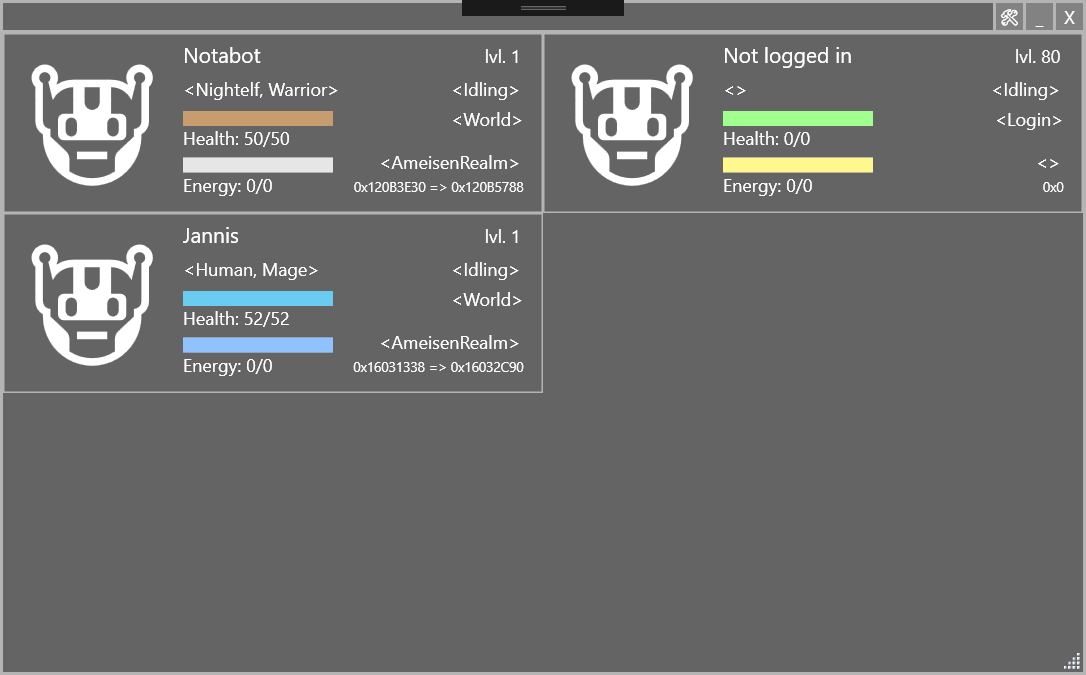 _ X
Notabot lvl. 1
<Nightelf, Warrior> <Idling>
<World>
Health: 50/50
<AmeisenRealm>
Energy: 0/0 0x120B3E30 => 0x120B5788
Not logged in lvl. 80
<> <Idling>
<Login>
Health: 0/0
<>
Energy: 0/0 0x0
Jannis lvl. 1
<Human, Mage> <Idling>
<World>
Health: 52/52
<AmeisenRealm>
Energy: 0/0 0x16031338 => 0x16032C90